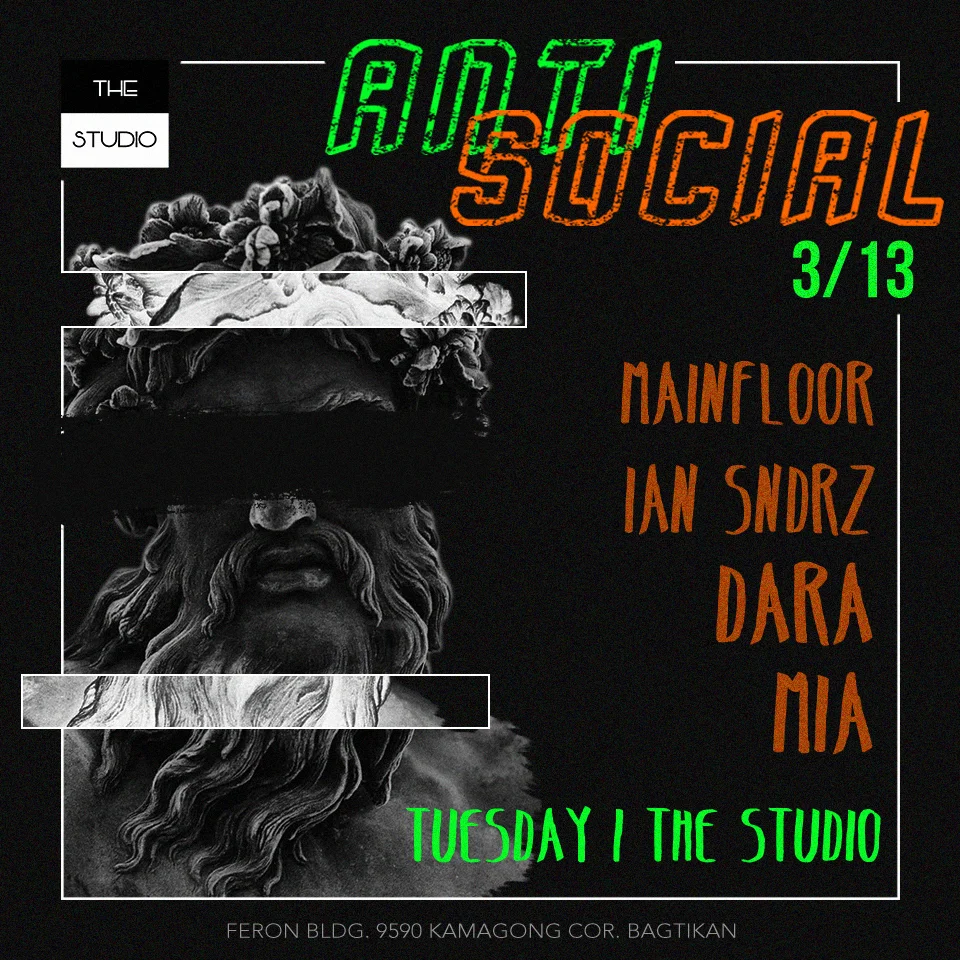 THE
STUDIO
ANTI
SOCIAL
3/13
MAINFLOOR
IAN SNDRZ
DARA
MIA
TUESDAY / THE STUDIO
FERON BLDG. 9590 KAMAGONG COR. BAGTIKAN